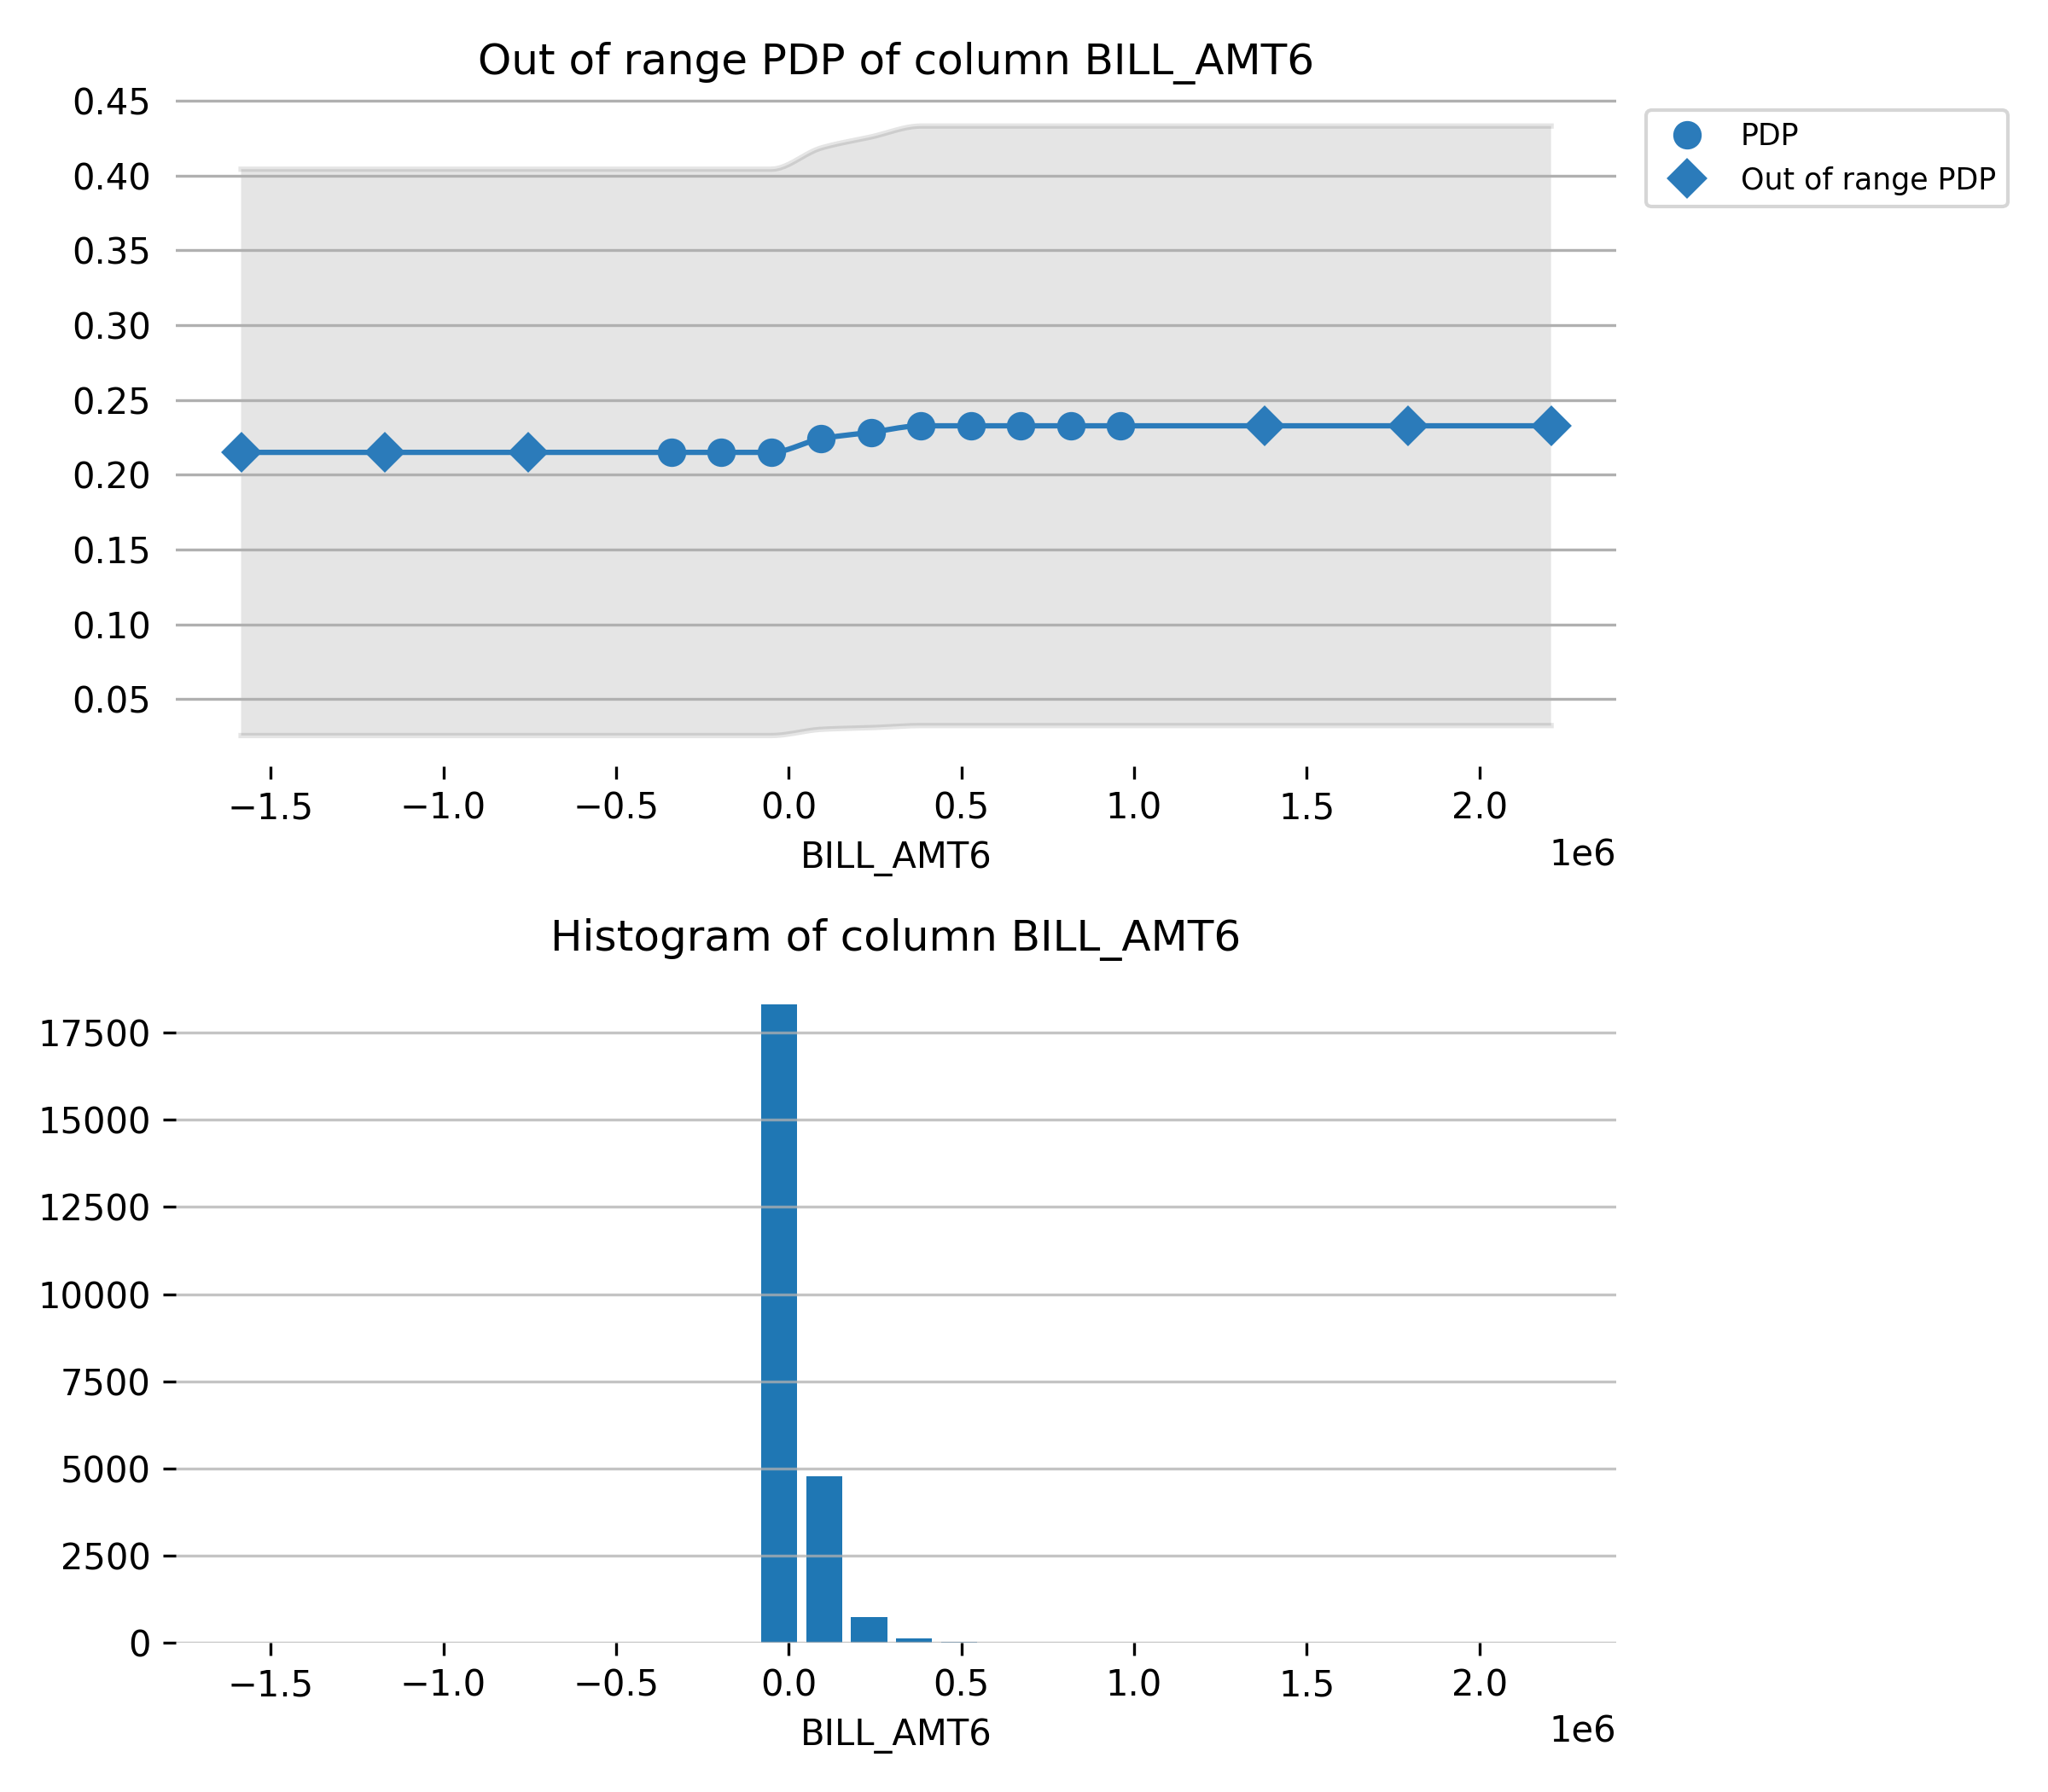 Out of range PDP of column BILL_AMT6
0.45
0.40
0.35
0.30
0.25
0.20
0.15
0.10
0.05
PDP
Out of range PDP
−1.5 −1.0 −0.5 0.0 0.5 1.0 1.5 2.0
BILL_AMT6
1e6
Histogram of column BILL_AMT6
17500
15000
12500
10000
7500
5000
2500
0
−1.5 −1.0 −0.5 0.0 0.5 1.0 1.5 2.0
BILL_AMT6
1e6